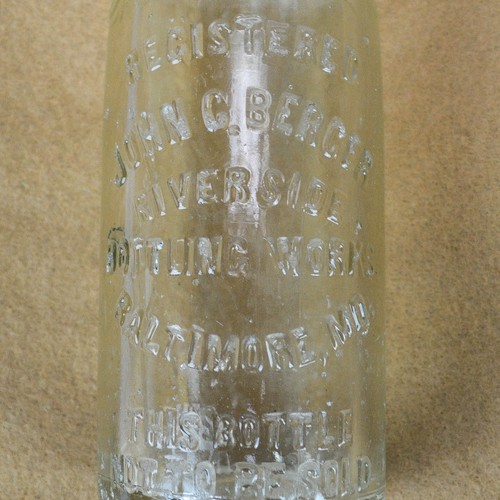 REGISTERED
JOHN C. BERGER
RIVERSIDE
BOTTLING WORKS
BALTIMORE, MD.
THIS BOTTLE
NOT TO BE SOLD